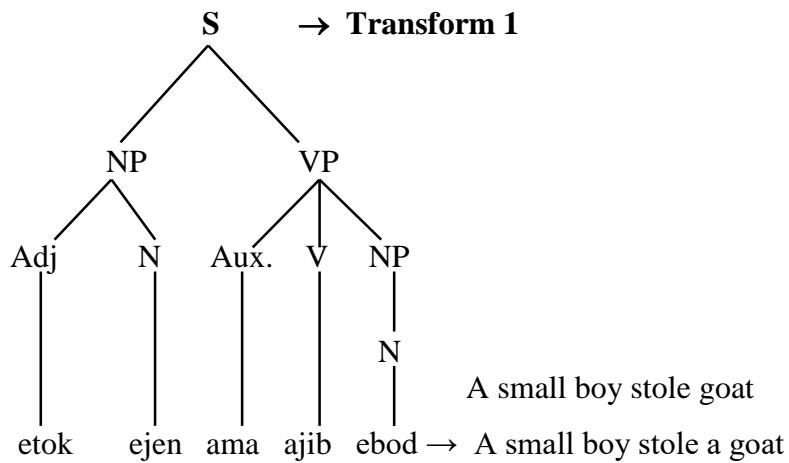 S → Transform 1
NP VP
Adj N Aux. V NP
N
A small boy stole goat
etok ejen ama ajib ebod → A small boy stole a goat